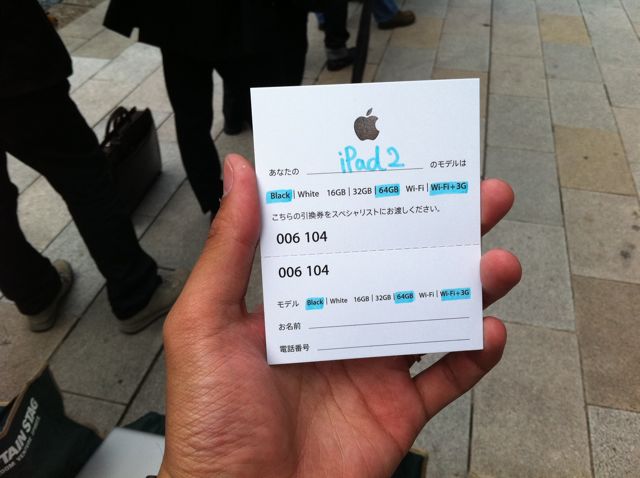 あなたの iPad 2 のモデルは
Black | White 16GB | 32GB | 64GB Wi-Fi | Wi-Fi+3G
こちらの引換券をスペシャリストにお渡しください。
006 104
006 104
モデル Black | White 16GB | 32GB | 64GB Wi-Fi | Wi-Fi+3G
お名前
電話番号
TAIN STAG